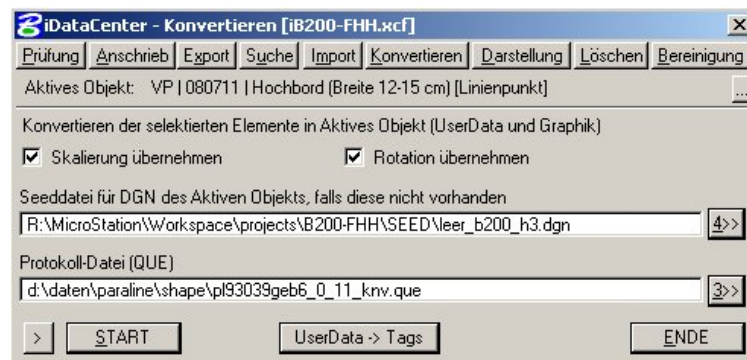 iDataCenter - Konvertieren [iB200-FHH.xcf]
Prüfung Anschrieb Export Suche Import Konvertieren Darstellung Löschen Bereinigung
Aktives Objekt: VP | 080711 | Hochbord (Breite 12-15 cm) [Linienpunkt] ...
Konvertieren der selektierten Elemente in Aktives Objekt (UserData und Graphik)
Skalierung übernehmen Rotation übernehmen
Seeddatei für DGN des Aktiven Objekts, falls diese nicht vorhanden
R:\MicroStation\Workspace\projects\B200-FHH\SEED\leer_b200_h3.dgn 4>>
Protokoll-Datei (QUE)
d:\daten\paraline\shape\pl93039geb6_0_11_knv.que 3>>
> START UserData -> Tags ENDE